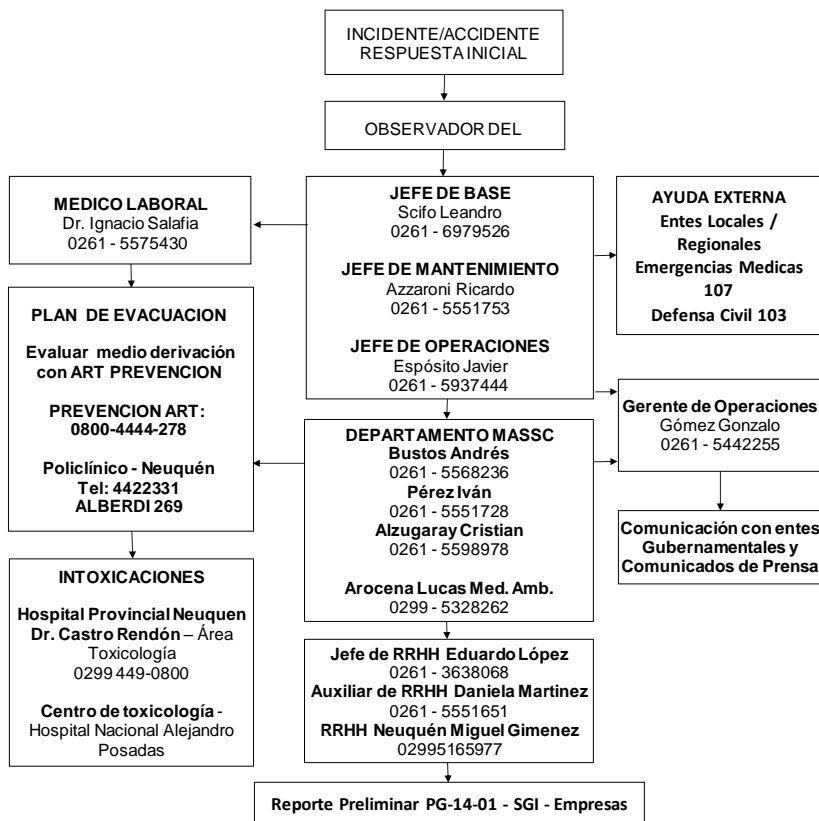 INCIDENTE/ACCIDENTE
RESPUESTA INICIAL
OBSERVADOR DEL
MEDICO LABORAL
Dr. Ignacio Salafia
0261 - 5575430
JEFE DE BASE
Scifo Leandro
0261 - 6979526
JEFE DE MANTENIMIENTO
Azzaroni Ricardo
0261 - 5551753
JEFE DE OPERACIONES
Espósito Javier
0261 - 5937444
AYUDA EXTERNA
Entes Locales /
Regionales
Emergencias Medicas
107
Defensa Civil 103
PLAN DE EVACUACION
Evaluar medio derivación
con ART PREVENCION
PREVENCION ART:
0800-4444-278
Policlínico - Neuquén
Tel: 4422331
ALBERDI 269
Gerente de Operaciones
Gómez Gonzalo
0261 - 5442255
DEPARTAMENTO MASSC
Bustos Andrés
0261 - 5568236
Pérez Iván
0261 - 5551728
Alzugaray Cristian
0261 - 5598978
Arocena Lucas Med. Amb.
0299 - 5328262
Comunicación con entes
Gubernamentales y
Comunicados de Prensa
INTOXICACIONES
Hospital Provincial Neuquen
Dr. Castro Rendón – Área
Toxicología
0299 449-0800
Centro de toxicología -
Hospital Nacional Alejandro
Posadas
Jefe de RRHH Eduardo López
0261 - 3638068
Auxiliar de RRHH Daniela Martinez
0261 - 5551651
RRHH Neuquén Miguel Gimenez
02995165977
Reporte Preliminar PG-14-01 - SGI - Empresas